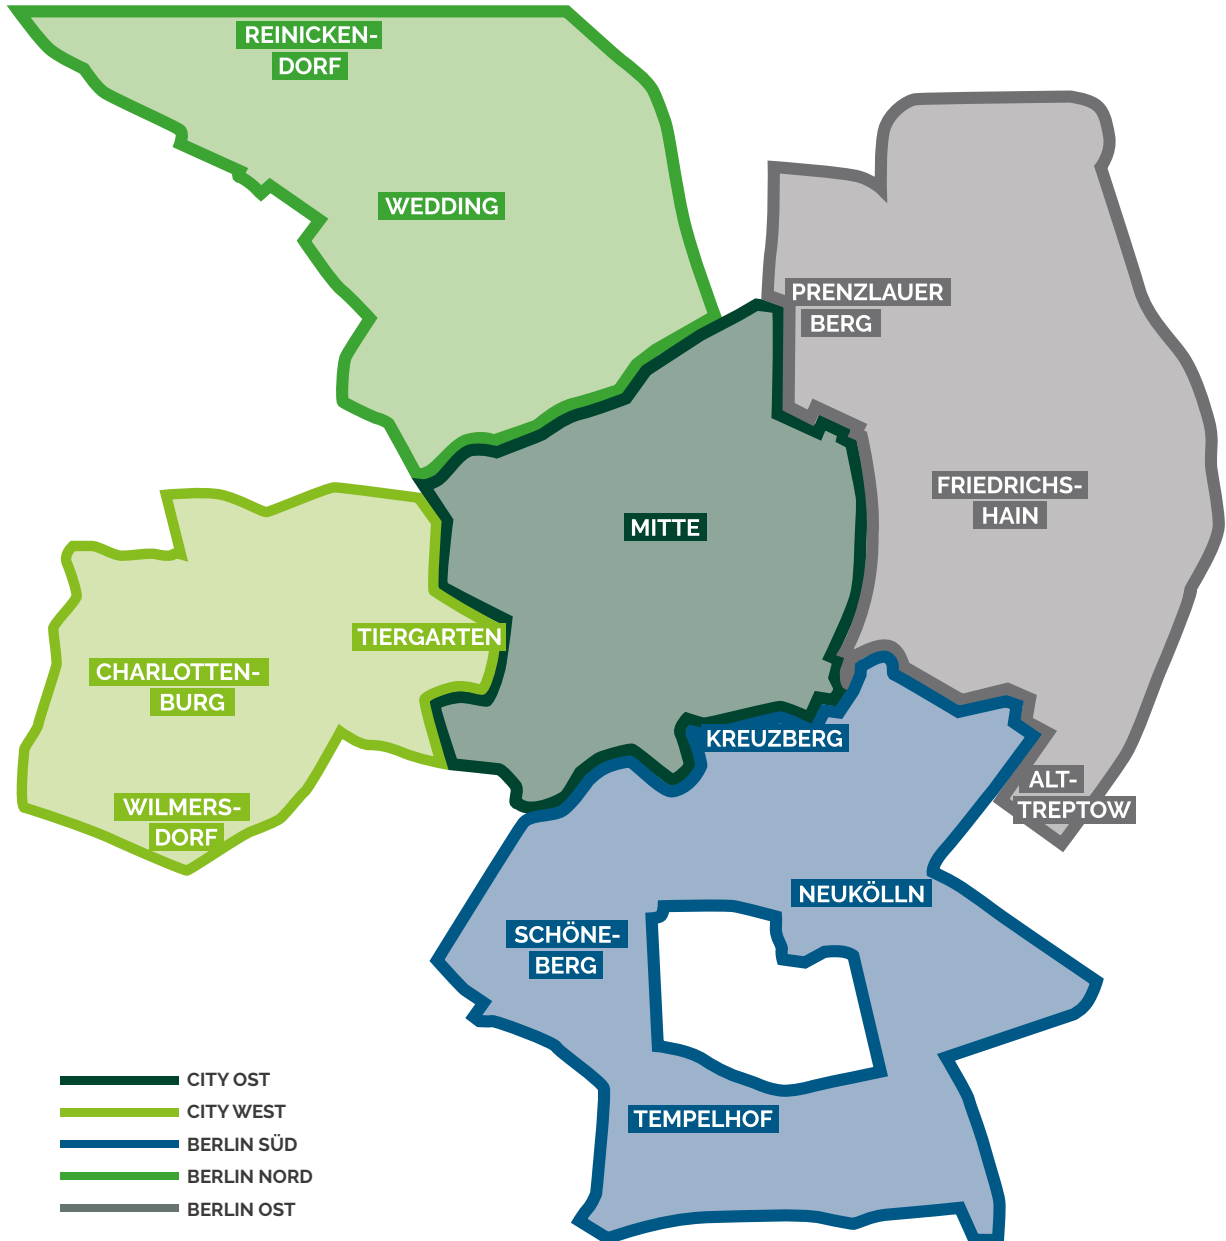 REINICKEN-
DORF
WEDDING
PRENZLAUER
BERG
FRIEDRICHS-
HAIN
MITTE
TIERGARTEN
CHARLOTTEN-
BURG
WILMERS-
DORF
KREUZBERG
ALT-
TREPTOW
NEUKÖLLN
SCHÖNE-
BERG
TEMPELHOF
CITY OST
CITY WEST
BERLIN SÜD
BERLIN NORD
BERLIN OST